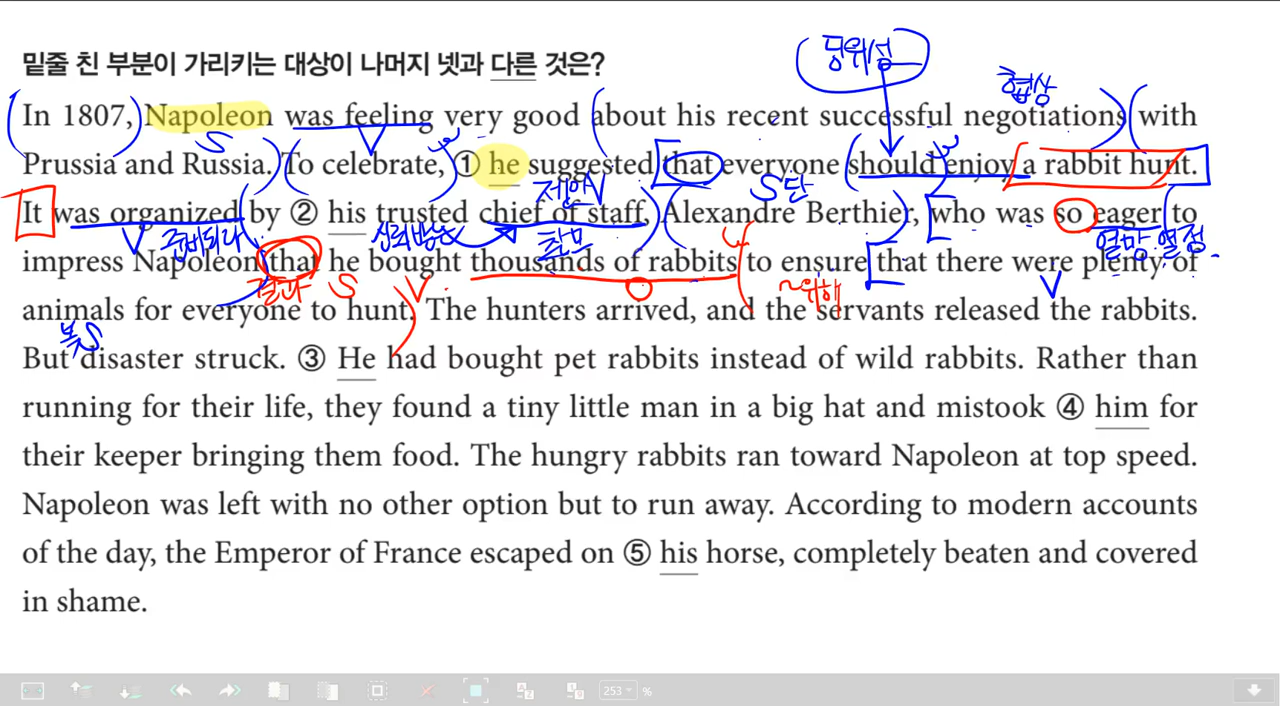 밑줄 친 부분이 가리키는 대상이 나머지 넷과 다른 것은?
당위성
협상
In 1807, Napoleon was feeling very good about his recent successful negotiations with
S
V
Prussia and Russia. To celebrate, ① he suggested that everyone should enjoy a rabbit hunt.
제안V
S단
It was organized by ② his trusted chief of staff, Alexandre Berthier, who was so eager to
V
준비되다
신뢰받는
참모
열망 열정
impress Napoleon that he bought thousands of rabbits to ensure that there were plenty of
결과 S
V
~위해
V
animals for everyone to hunt. The hunters arrived, and the servants released the rabbits.
복S
But disaster struck. ③ He had bought pet rabbits instead of wild rabbits. Rather than
running for their life, they found a tiny little man in a big hat and mistook ④ him for
their keeper bringing them food. The hungry rabbits ran toward Napoleon at top speed.
Napoleon was left with no other option but to run away. According to modern accounts
of the day, the Emperor of France escaped on ⑤ his horse, completely beaten and covered
in shame.
253 %